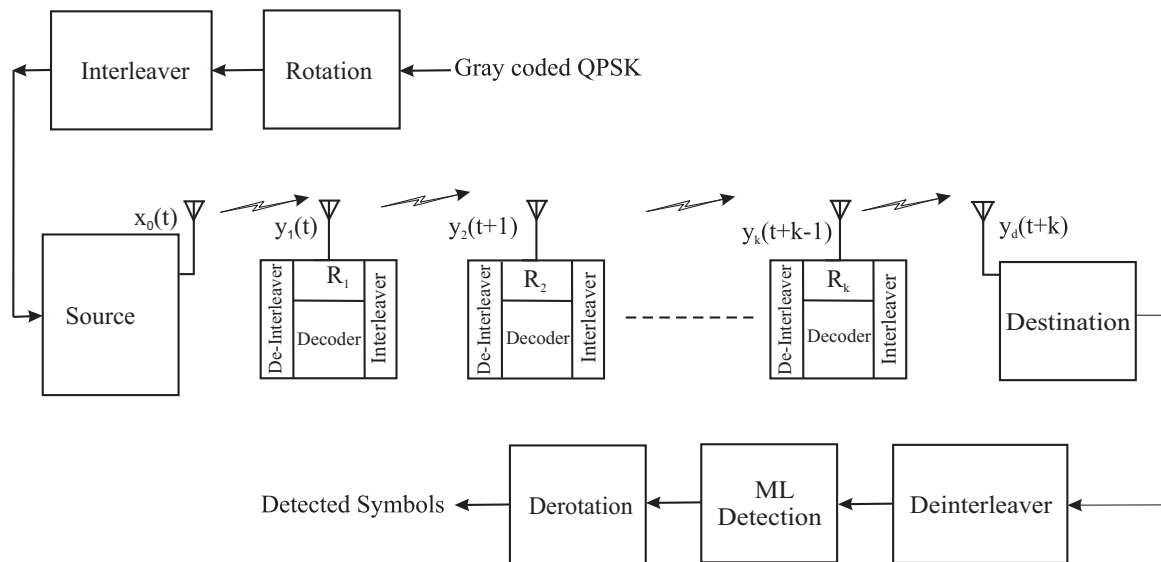 Interleaver
Rotation
Gray coded QPSK
x₀(t)
y₁(t)
y₂(t+1)
yₖ(t+k-1)
y_d(t+k)
Source
De-Interleaver
R₁
Decoder
Interleaver
De-Interleaver
R₂
Decoder
Interleaver
De-Interleaver
Rₖ
Decoder
Interleaver
Destination
Detected Symbols
Derotation
ML
Detection
Deinterleaver